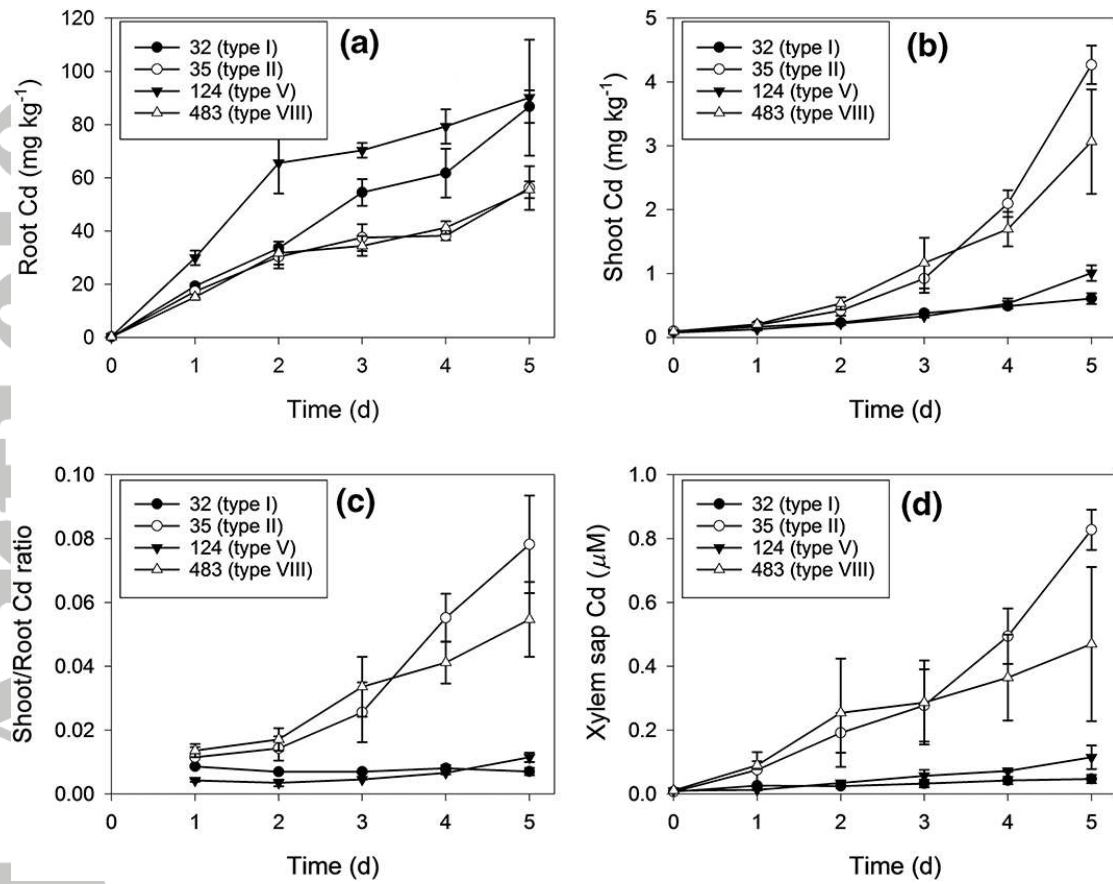 120
100
80
60
40
20
0
Root Cd (mg kg⁻¹)
32 (type I)
35 (type II)
124 (type V)
483 (type VIII)
(a)
0 1 2 3 4 5
Time (d)
5
4
3
2
1
0
Shoot Cd (mg kg⁻¹)
32 (type I)
35 (type II)
124 (type V)
483 (type VIII)
(b)
0 1 2 3 4 5
Time (d)
0.10
0.08
0.06
0.04
0.02
0.00
Shoot/Root Cd ratio
32 (type I)
35 (type II)
124 (type V)
483 (type VIII)
(c)
0 1 2 3 4 5
Time (d)
1.0
0.8
0.6
0.4
0.2
0.0
Xylem sap Cd (μM)
32 (type I)
35 (type II)
124 (type V)
483 (type VIII)
(d)
0 1 2 3 4 5
Time (d)